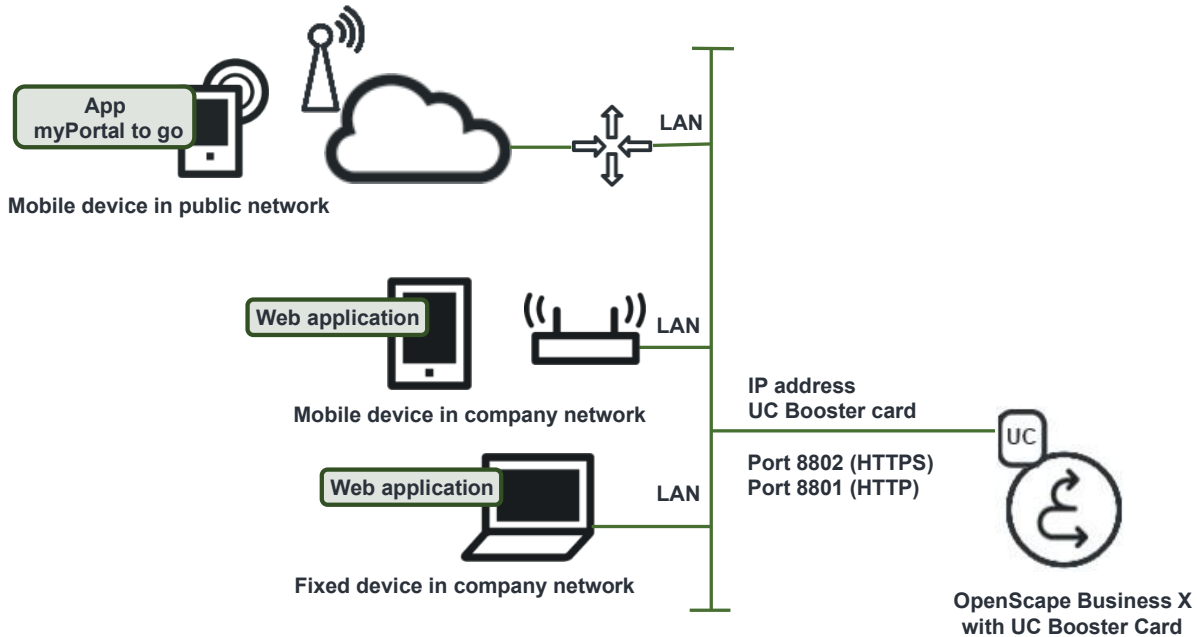 App
myPortal to go
LAN
Mobile device in public network
Web application
LAN
Mobile device in company network
IP address
UC Booster card
UC
Web application
LAN
Port 8802 (HTTPS)
Port 8801 (HTTP)
Fixed device in company network
OpenScape Business X
with UC Booster Card